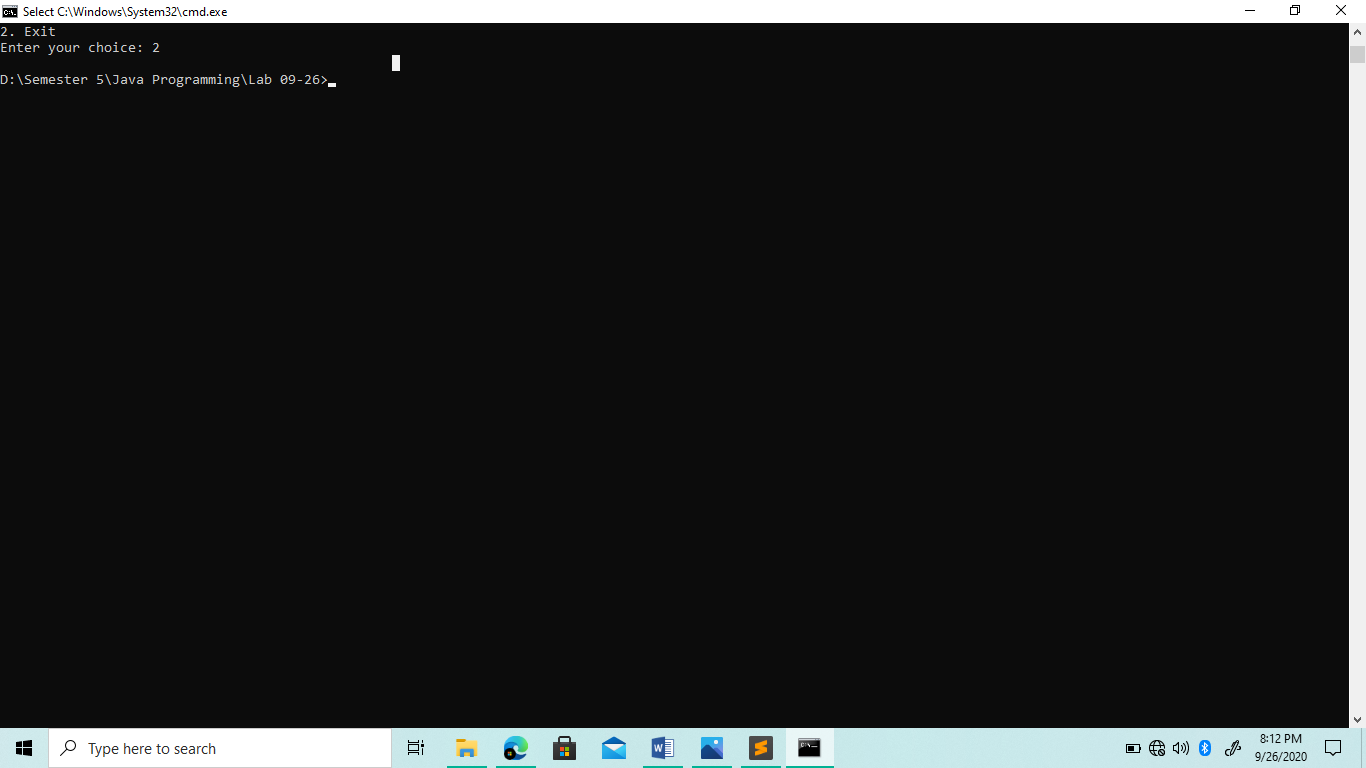 Select C:\Windows\System32\cmd.exe
2. Exit
Enter your choice: 2
D:\Semester 5\Java Programming\Lab 09-26>
Type here to search
8:12 PM
9/26/2020